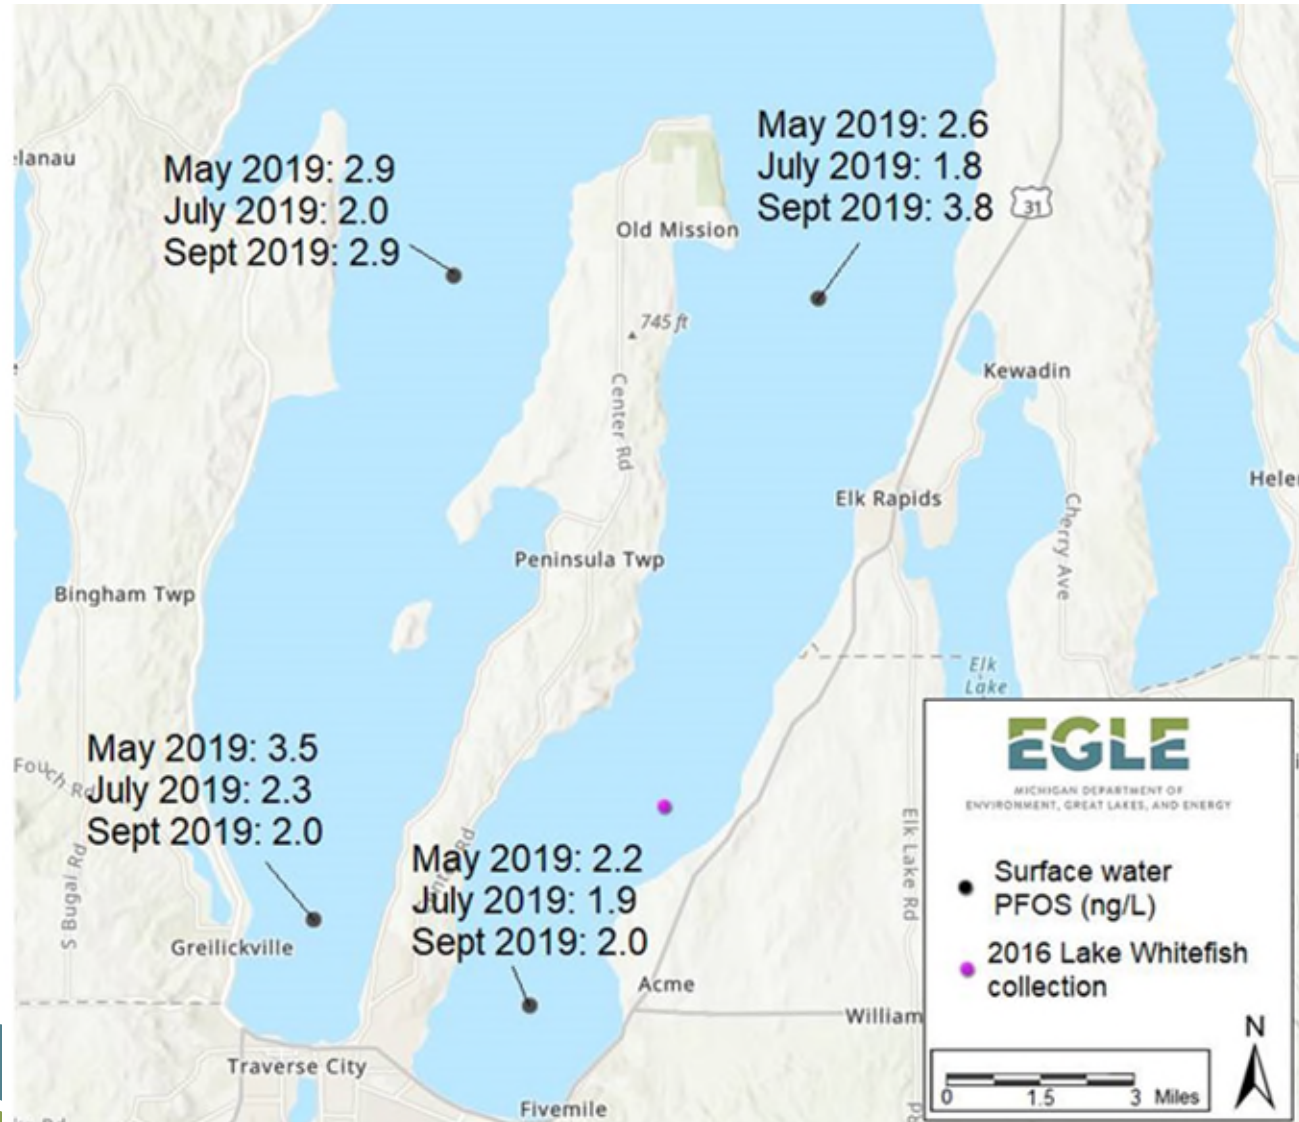 elanau
May 2019: 2.9
July 2019: 2.0
Sept 2019: 2.9
May 2019: 2.6
July 2019: 1.8
Sept 2019: 3.8
31
Old Mission
745 ft
Center Rd
Kewadin
Elk Rapids
Cherry Ave
Helen
Peninsula Twp
Bingham Twp
Elk
Lake
May 2019: 3.5
July 2019: 2.3
Sept 2019: 2.0
Fouch Rd
S Bugai Rd
Greilickville
May 2019: 2.2
July 2019: 1.9
Sept 2019: 2.0
Elk Lake Rd
Acme
William
Traverse City
Fivemile
EGLE
MICHIGAN DEPARTMENT OF
ENVIRONMENT, GREAT LAKES, AND ENERGY
Surface water
PFOS (ng/L)
2016 Lake Whitefish
collection
N
0 1.5 3 Miles